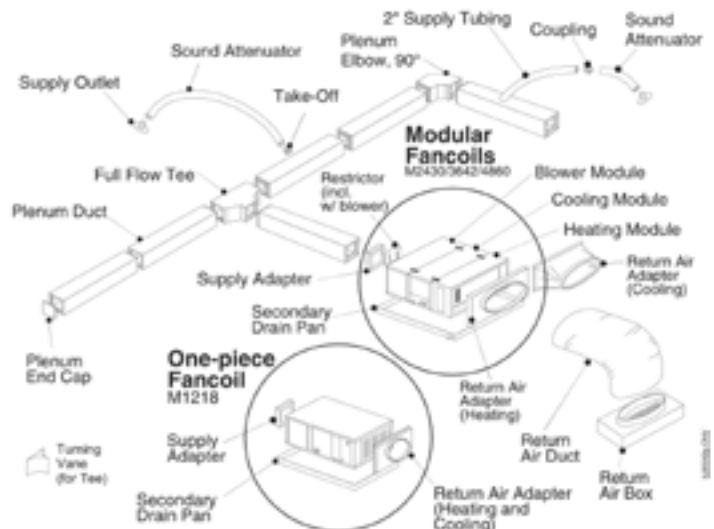 2" Supply Tubing
Coupling
Sound
Attenuator
Sound Attenuator
Plenum
Elbow, 90°
Supply Outlet
Take-Off
Modular
Fancoils
M2430/3642/4860
Full Flow Tee
Restrictor
(incl.
w/ blower)
Blower Module
Cooling Module
Heating Module
Plenum Duct
Supply Adapter
Return Air
Adapter
(Cooling)
Secondary
Drain Pan
Plenum
End Cap
One-piece
Fancoil
M1218
Return Air
Adapter
(Heating)
Supply
Adapter
Return
Air Duct
Turning
Vane
(for Tee)
Secondary
Drain Pan
Return Air Adapter
(Heating and
Cooling)
Return
Air Box